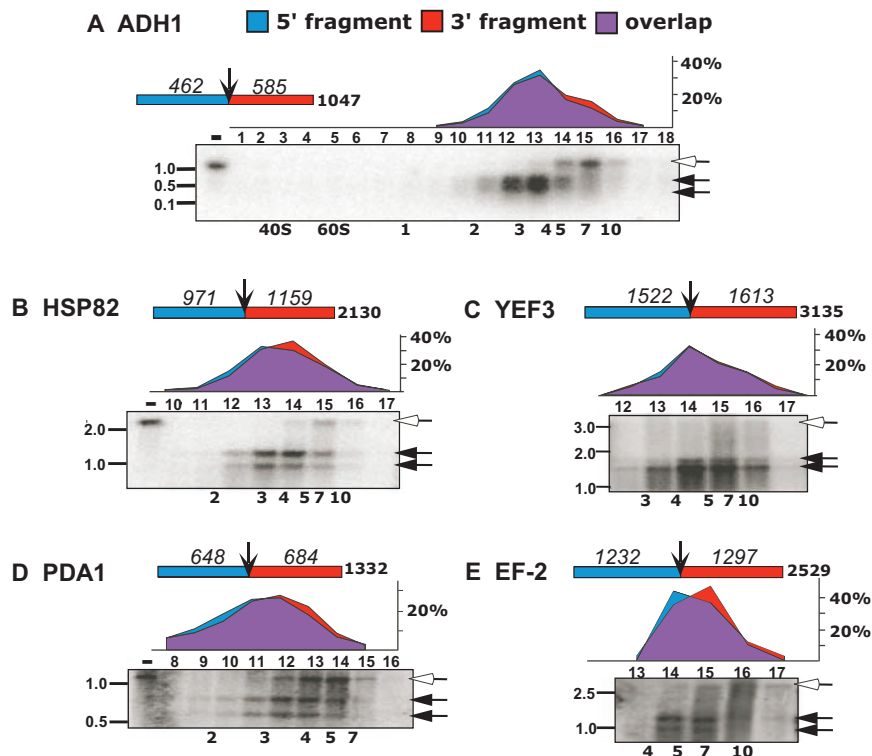 A ADH1
5' fragment 3' fragment overlap
462 585 1047
40%
20%
1 2 3 4 5 6 7 8 9 10 11 12 13 14 15 16 17 18
-
1.0
0.5
0.1
40S 60S 1 2 3 4 5 7 10
B HSP82
971 1159 2130
40%
20%
- 10 11 12 13 14 15 16 17
2.0
1.0
2 3 4 5 7 10
C YEF3
1522 1613 3135
40%
20%
12 13 14 15 16 17
3.0
2.0
1.0
3 4 5 7 10
D PDA1
648 684 1332
20%
- 8 9 10 11 12 13 14 15 16
1.0
0.5
2 3 4 5 7
E EF-2
1232 1297 2529
40%
20%
13 14 15 16 17
2.5
1.0
4 5 7 10